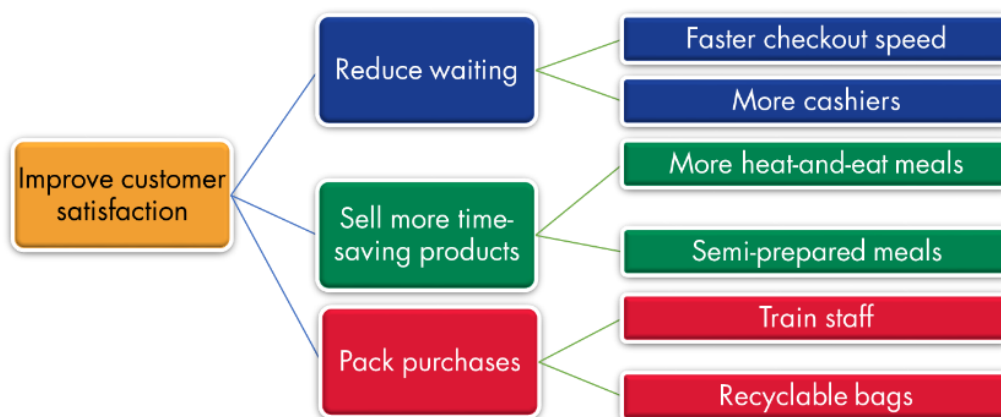 Improve customer
satisfaction
Reduce waiting
Faster checkout speed
More cashiers
Sell more time-
saving products
More heat-and-eat meals
Semi-prepared meals
Pack purchases
Train staff
Recyclable bags